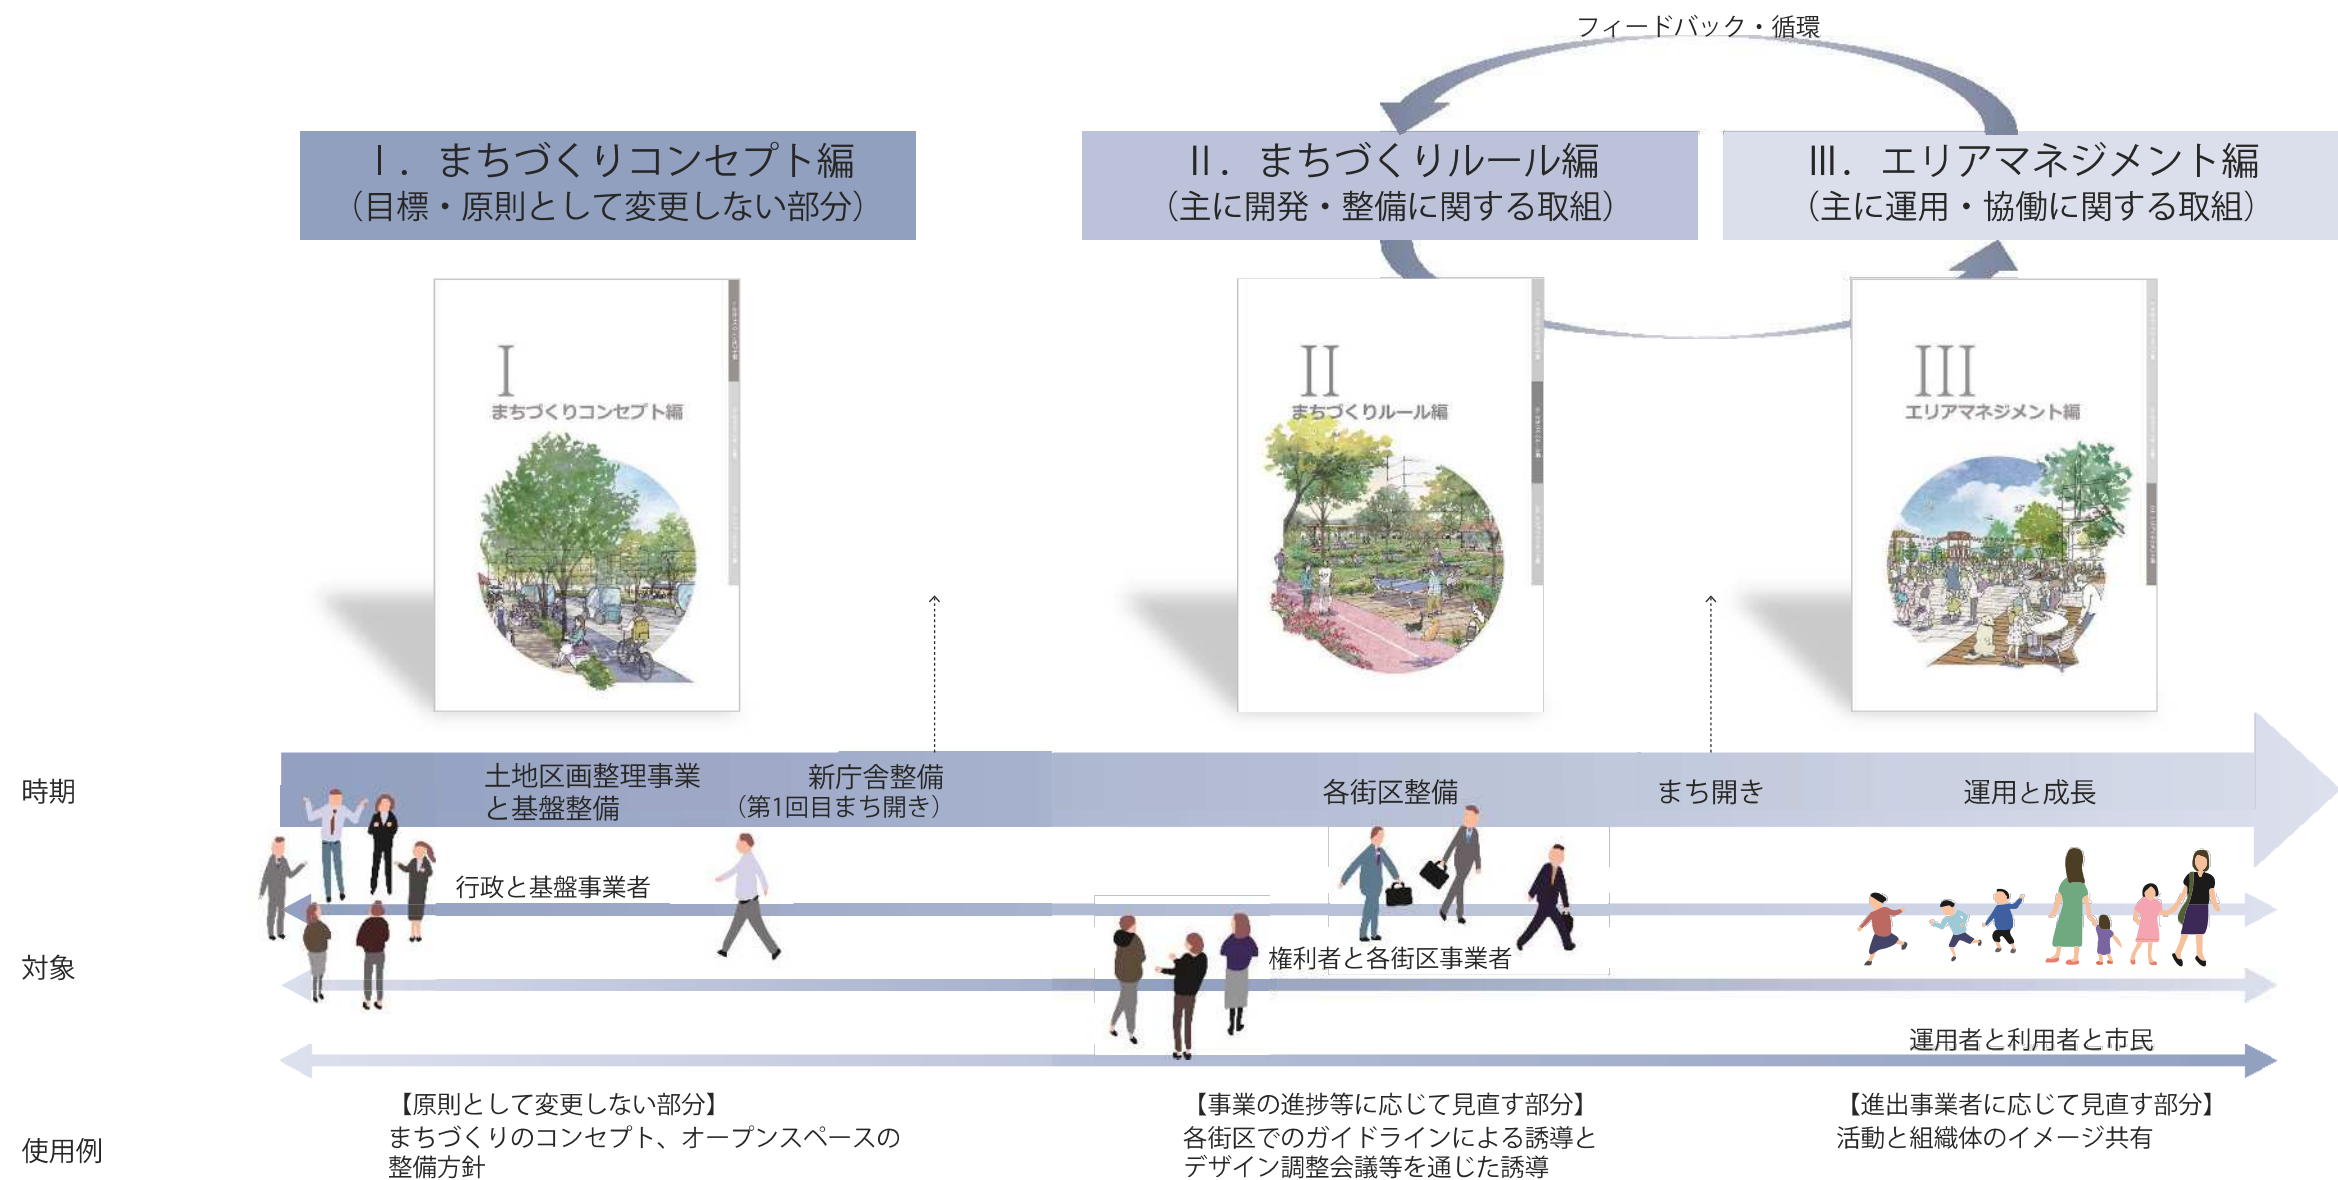 フィードバック・循環
Ⅰ．まちづくりコンセプト編
（目標・原則として変更しない部分）
Ⅱ．まちづくりルール編
（主に開発・整備に関する取組）
Ⅲ．エリアマネジメント編
（主に運用・協働に関する取組）
Ⅰ
まちづくりコンセプト編
Ⅱ
まちづくりルール編
Ⅲ
エリアマネジメント編
時期
土地区画整理事業
と基盤整備
新庁舎整備
（第1回目まち開き）
各街区整備
まち開き
運用と成長
対象
行政と基盤事業者
権利者と各街区事業者
運用者と利用者と市民
使用例
【原則として変更しない部分】
まちづくりのコンセプト、オープンスペースの
整備方針
【事業の進捗等に応じて見直す部分】
各街区でのガイドラインによる誘導と
デザイン調整会議等を通じた誘導
【進出事業者に応じて見直す部分】
活動と組織体のイメージ共有